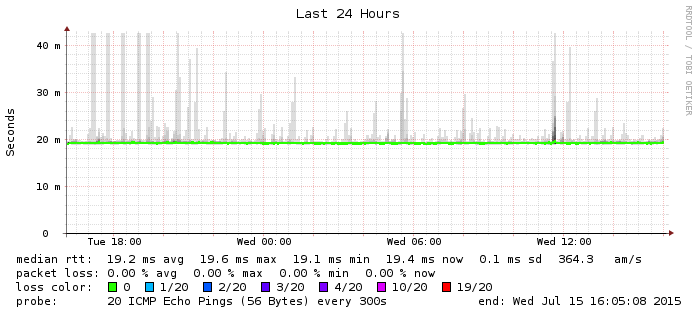 Last 24 Hours
RRDTOOL / TOBI OETIKER
Seconds
40 m
30 m
20 m
10 m
0
Tue 18:00 Wed 00:00 Wed 06:00 Wed 12:00
median rtt: 19.2 ms avg 19.6 ms max 19.1 ms min 19.4 ms now 0.1 ms sd 364.3 am/s
packet loss: 0.00 % avg 0.00 % max 0.00 % min 0.00 % now
loss color: 0 1/20 2/20 3/20 4/20 10/20 19/20
probe: 20 ICMP Echo Pings (56 Bytes) every 300s end: Wed Jul 15 16:05:08 2015